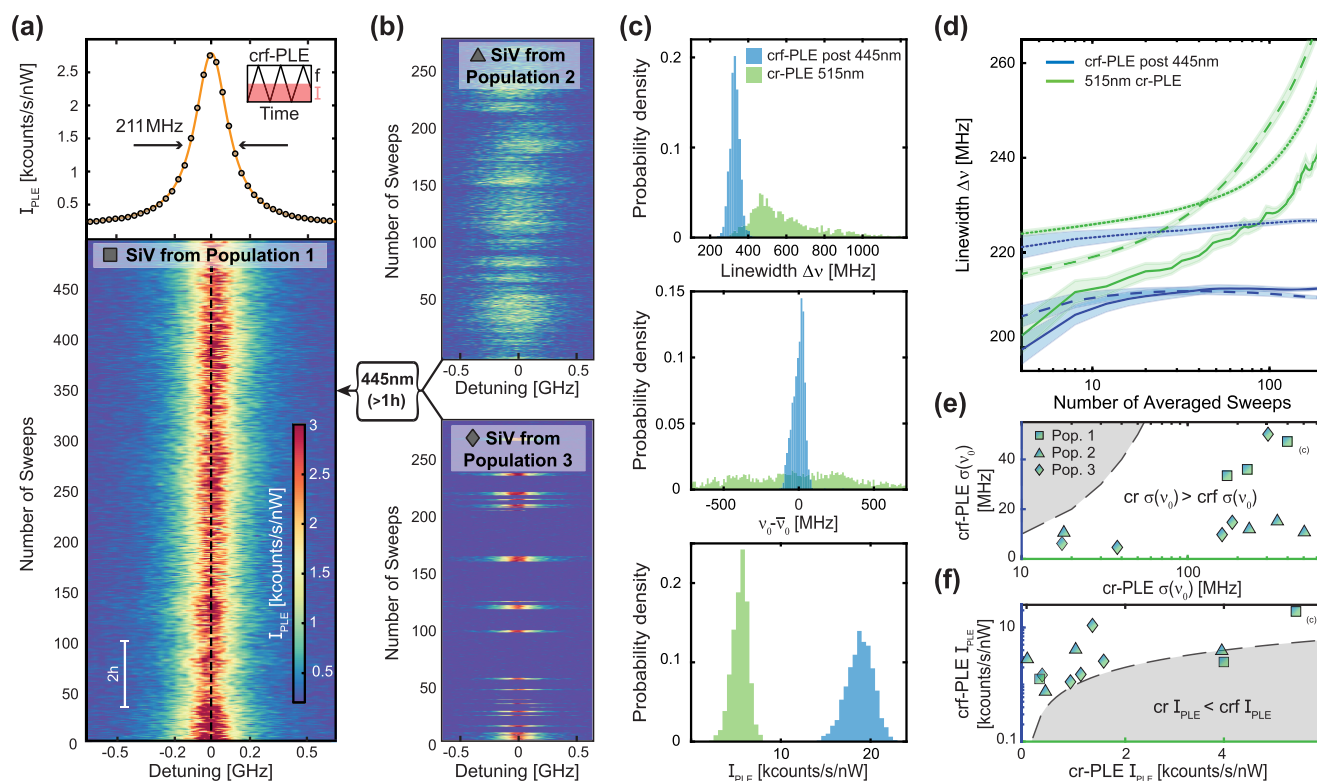 (a)
crf-PLE
f
I
Time
211 MHz
I_PLE [kcounts/s/nW]
2.5
2
1.5
1
0.5
SiV from Population 1
Number of Sweeps
450
400
350
300
250
200
150
100
50
0
2h
I_PLE [kcounts/s/nW]
3
2.5
2
1.5
1
0.5
-0.5
-0.2
0
0.2
0.5
Detuning [GHz]
(b)
SiV from
Population 2
Number of Sweeps
250
200
150
100
50
-0.5
0
0.5
Detuning [GHz]
445nm
(>1h)
SiV from
Population 3
Number of Sweeps
250
200
150
100
50
0
-0.5
0
0.5
Detuning [GHz]
(c)
crf-PLE post 445nm
cr-PLE 515nm
Probability density
0.2
0.1
0
200 400 600 800 1000
Linewidth Δν [MHz]
Probability density
0.15
0.1
0.05
0
-500 0 500
ν₀-ν̄₀ [MHz]
Probability density
0.2
0.1
0
0 10 20
I_PLE [kcounts/s/nW]
(d)
crf-PLE post 445nm
515nm cr-PLE
Linewidth Δν [MHz]
260
240
220
200
10 100
Number of Averaged Sweeps
(e)
Pop. 1
Pop. 2
Pop. 3
(c)
cr σ(ν₀) > crf σ(ν₀)
crf-PLE σ(ν₀)
[MHz]
40
20
0
10 100
cr-PLE σ(ν₀) [MHz]
(f)
(c)
cr I_PLE < crf I_PLE
crf-PLE I_PLE
[kcounts/s/nW]
10
1
0.1
0 2 4
cr-PLE I_PLE [kcounts/s/nW]